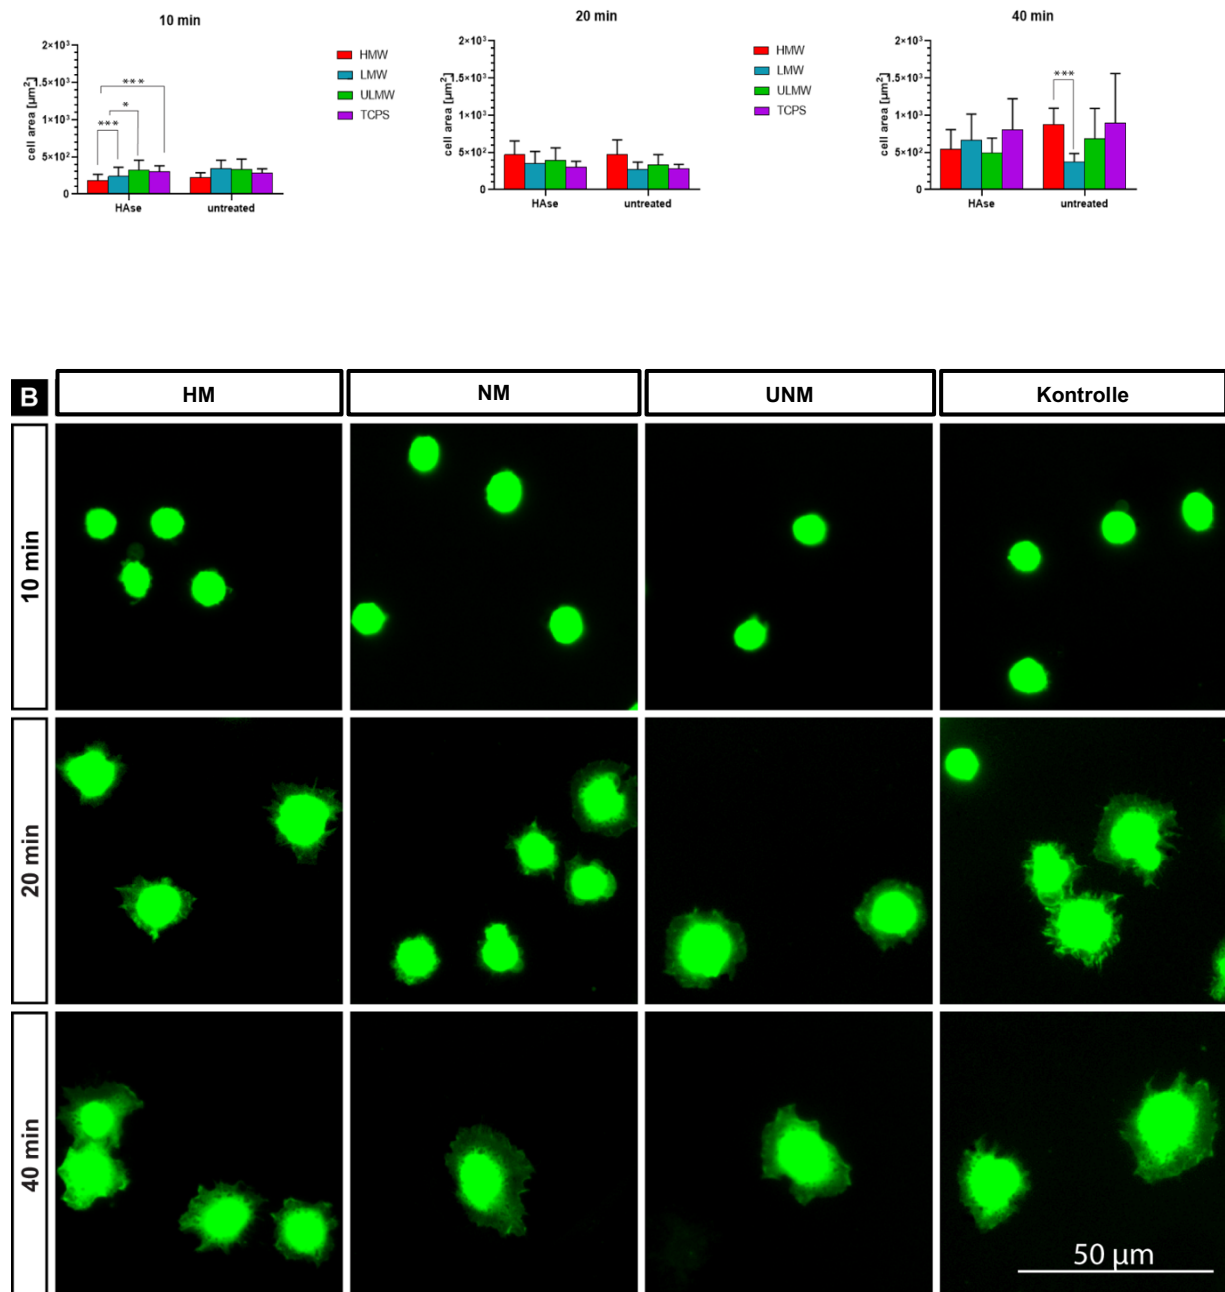 10 min
cell area [µm²]
2×10³
1.5×10³
1×10³
5×10²
0
***
*
***
HAse
untreated
HMW
LMW
ULMW
TCPS
20 min
cell area [µm²]
2×10³
1.5×10³
1×10³
5×10²
0
HAse
untreated
HMW
LMW
ULMW
TCPS
40 min
cell area [µm²]
2×10³
1.5×10³
1×10³
5×10²
0
***
HAse
untreated
B
HM
NM
UNM
Kontrolle
10 min
20 min
40 min
50 µm